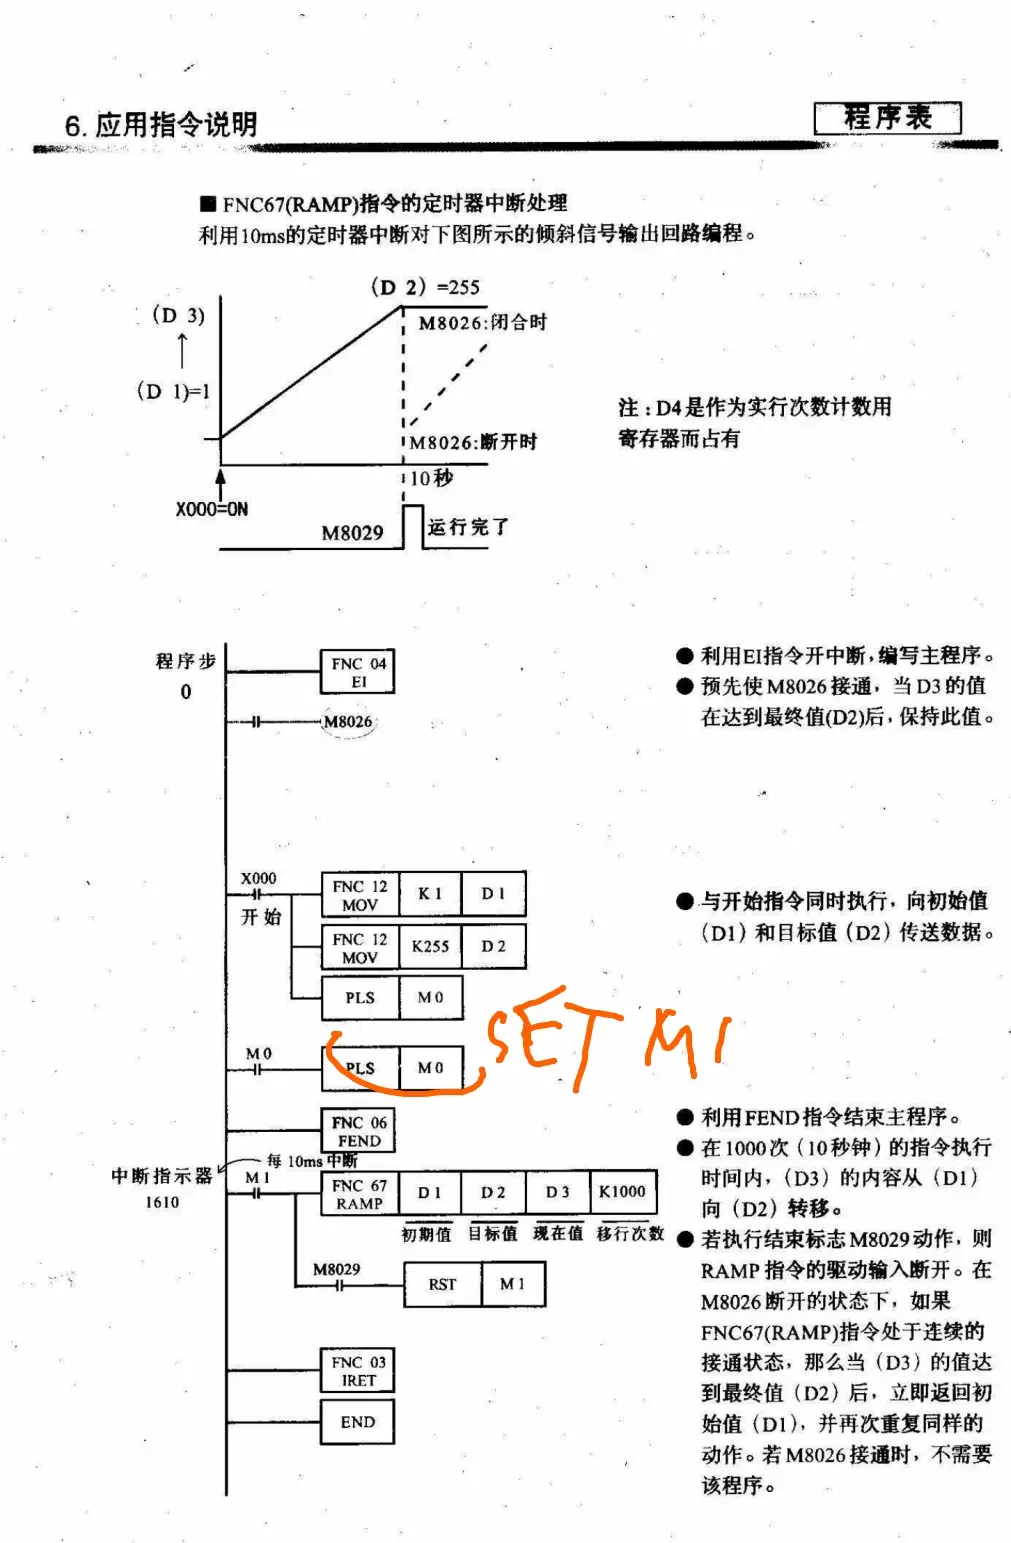 6. 应用指令说明
程序表
■ FNC67(RAMP)指令的定时器中断处理
利用10ms的定时器中断对下图所示的倾斜信号输出回路编程。
(D 2) =255
(D 3)
M8026:闭合时
(D 1)=1
M8026:断开时
10秒
X000=ON
M8029
运行完了
注：D4是作为实行次数计数用
寄存器而占有
程序步
0
FNC 04
EI
M8026
● 利用EI指令开中断，编写主程序。
● 预先使M8026接通，当D3的值
在达到最终值(D2)后，保持此值。
X000
开始
FNC 12
MOV
K 1
D 1
FNC 12
MOV
K255
D 2
PLS
M 0
● 与开始指令同时执行，向初始值
(D1) 和目标值 (D2) 传送数据。
M 0
PLS
M 0
SET M1
FNC 06
FEND
中断指示器
1610
每 10ms 中断
M 1
FNC 67
RAMP
D 1
D 2
D 3
K1000
初期值 目标值 现在值 移行次数
M8029
RST
M 1
FNC 03
IRET
END
● 利用FEND指令结束主程序。
● 在1000次（10秒钟）的指令执行
时间内，(D3) 的内容从 (D1)
向 (D2) 转移。
● 若执行结束标志M8029动作，则
RAMP 指令的驱动输入断开。在
M8026断开的状态下，如果
FNC67(RAMP)指令处于连续的
接通状态，那么当 (D3) 的值达
到最终值 (D2) 后，立即返回初
始值 (D1)，并再次重复同样的
动作。若M8026接通时，不需要
该程序。